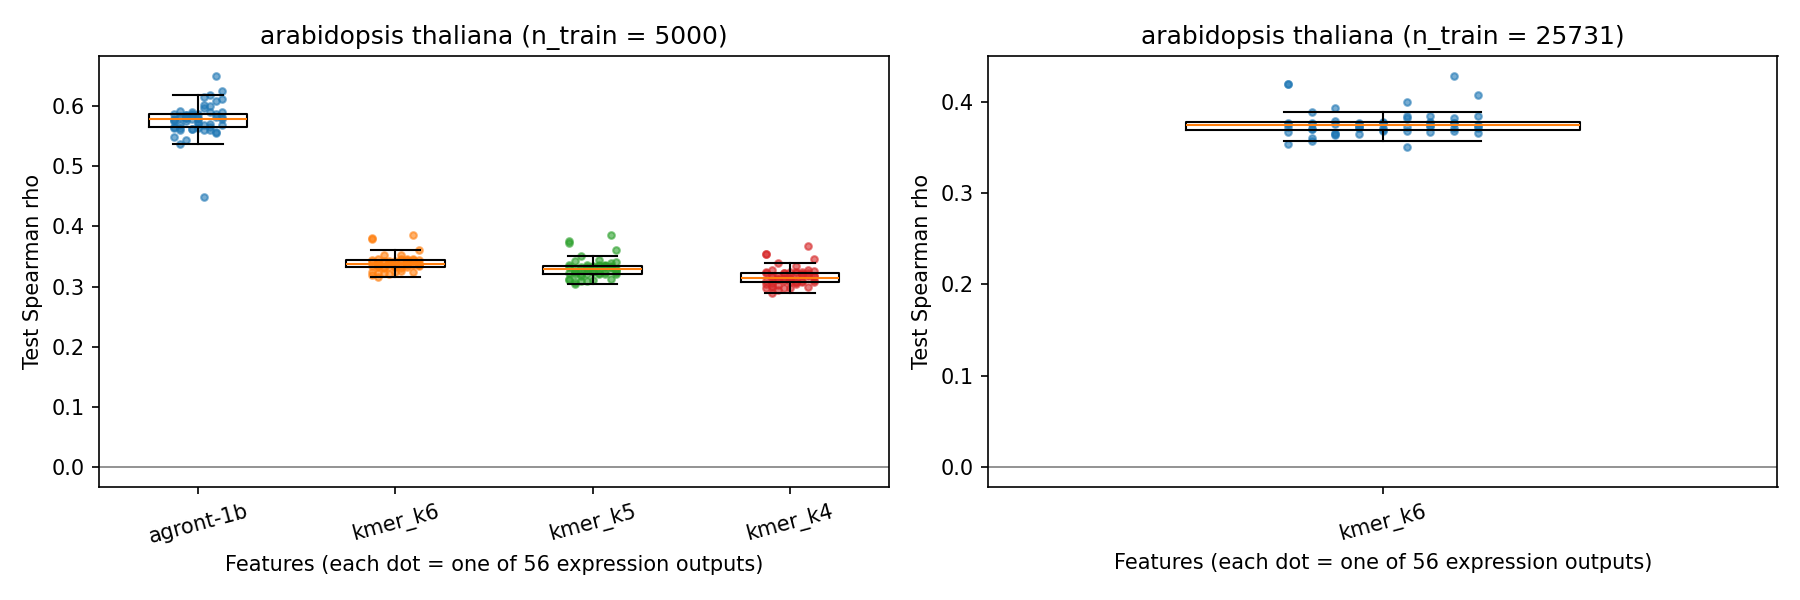 arabidopsis thaliana (n_train = 5000)
Test Spearman rho
0.6
0.5
0.4
0.3
0.2
0.1
0.0
agront-1b
kmer_k6
kmer_k5
kmer_k4
Features (each dot = one of 56 expression outputs)
arabidopsis thaliana (n_train = 25731)
Test Spearman rho
0.4
0.3
0.2
0.1
0.0
kmer_k6
Features (each dot = one of 56 expression outputs)